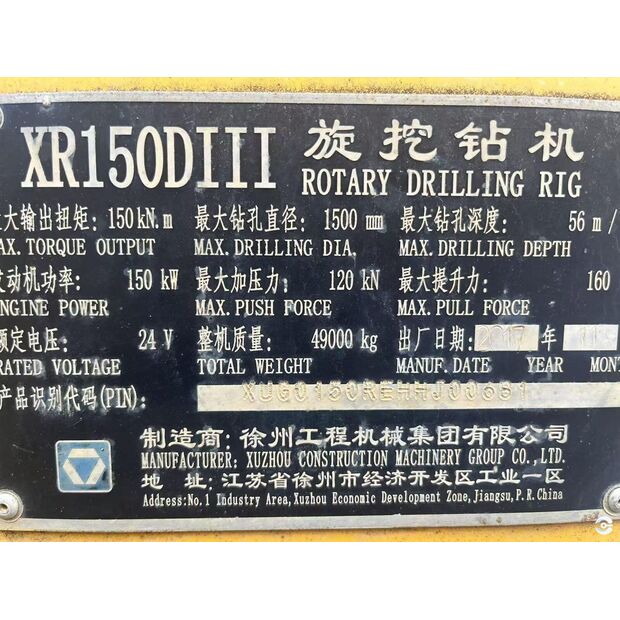 XR150DIII 旋挖钻机
ROTARY DRILLING RIG
大输出扭矩: 150kN.m 最大钻孔直径: 1500 mm 最大钻孔深度: 56 m /
AX. TORQUE OUTPUT MAX. DRILLING DIA. MAX. DRILLING DEPTH
发动机功率: 150 kW 最大加压力: 120 kN 最大提升力: 160
ENGINE POWER MAX. PUSH FORCE MAX. PULL FORCE
额定电压: 24 V 整机质量: 49000 kg 出厂日期: 2017 年
RATED VOLTAGE TOTAL WEIGHT MANUF. DATE YEAR MONT
产品识别代码(PIN):
制造商: 徐州工程机械集团有限公司
MANUFACTURER: XUZHOU CONSTRUCTION MACHINERY GROUP CO., LTD.
地 址: 江苏省徐州市经济开发区工业一区
Address:No.1 Industry Area, Xuzhou Economic Development Zone, Jiangsu, P.R. China